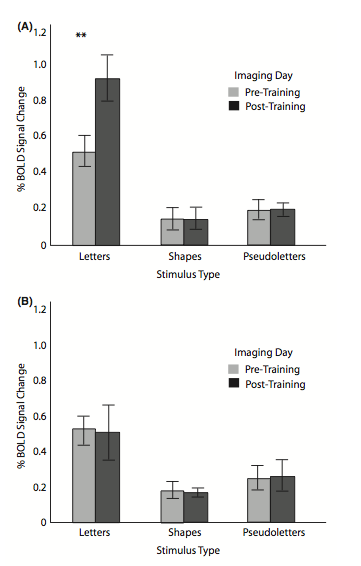 (A)
1.2
**
1.0
0.8
0.6
0.4
0.2
0
% BOLD Signal Change
Imaging Day
Pre-Training
Post-Training
Letters Shapes Pseudoletters
Stimulus Type
(B)
1.2
1.0
0.8
0.6
0.4
0.2
0
% BOLD Signal Change
Imaging Day
Pre-Training
Post-Training
Letters Shapes Pseudoletters
Stimulus Type